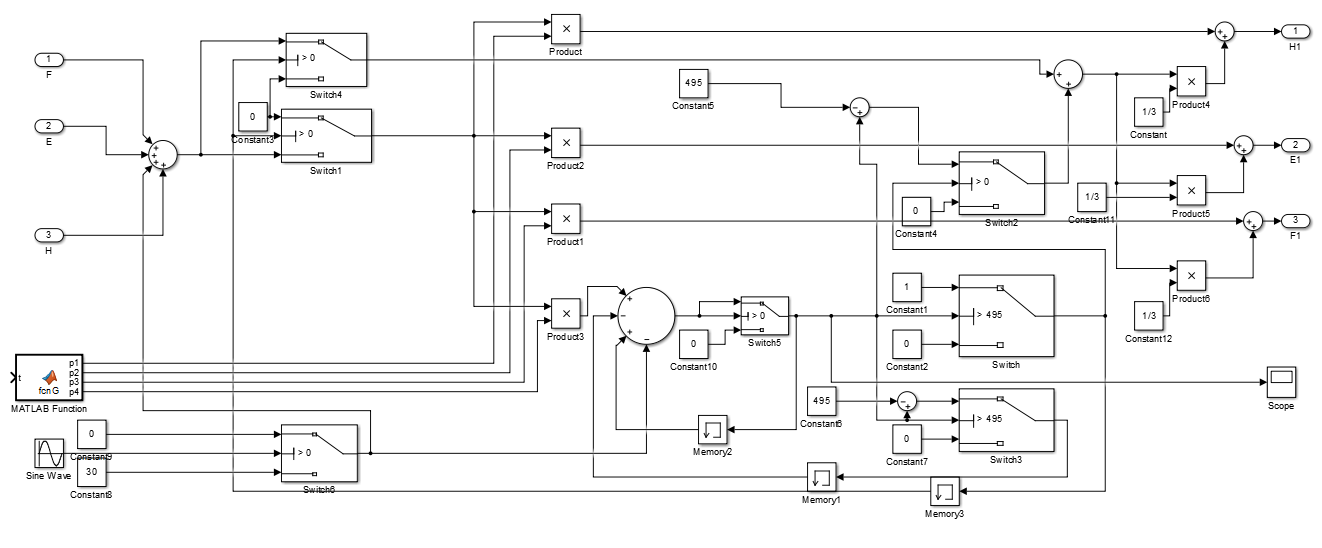 1
F
2
E
3
H
> 0
Switch4
0
Constant3
> 0
Switch1
×
Product
×
Product2
×
Product1
×
Product3
495
Constant5
+
+
+
+
−
+
+
+
1
H1
×
Product4
1/3
Constant
+
+
2
E1
1/3
Constant11
×
Product5
+
+
3
F1
×
Product6
1/3
Constant12
> 0
Switch2
0
Constant4
1
Constant1
> 495
Switch
0
Constant2
+
−
+
−
> 0
Switch5
0
Constant10
t
fcnG
p1
p2
p3
p4
MATLAB Function
Scope
495
Constant6
−
+
> 495
Switch3
0
Constant7
Memory2
0
Constant9
Sine Wave
30
Constant8
> 0
Switch6
Memory1
Memory3